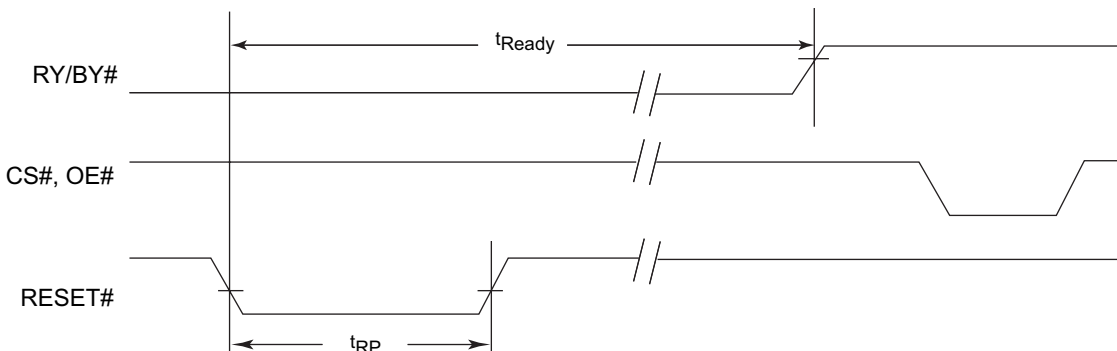 tReady
RY/BY#
CS#, OE#
RESET#
tRP